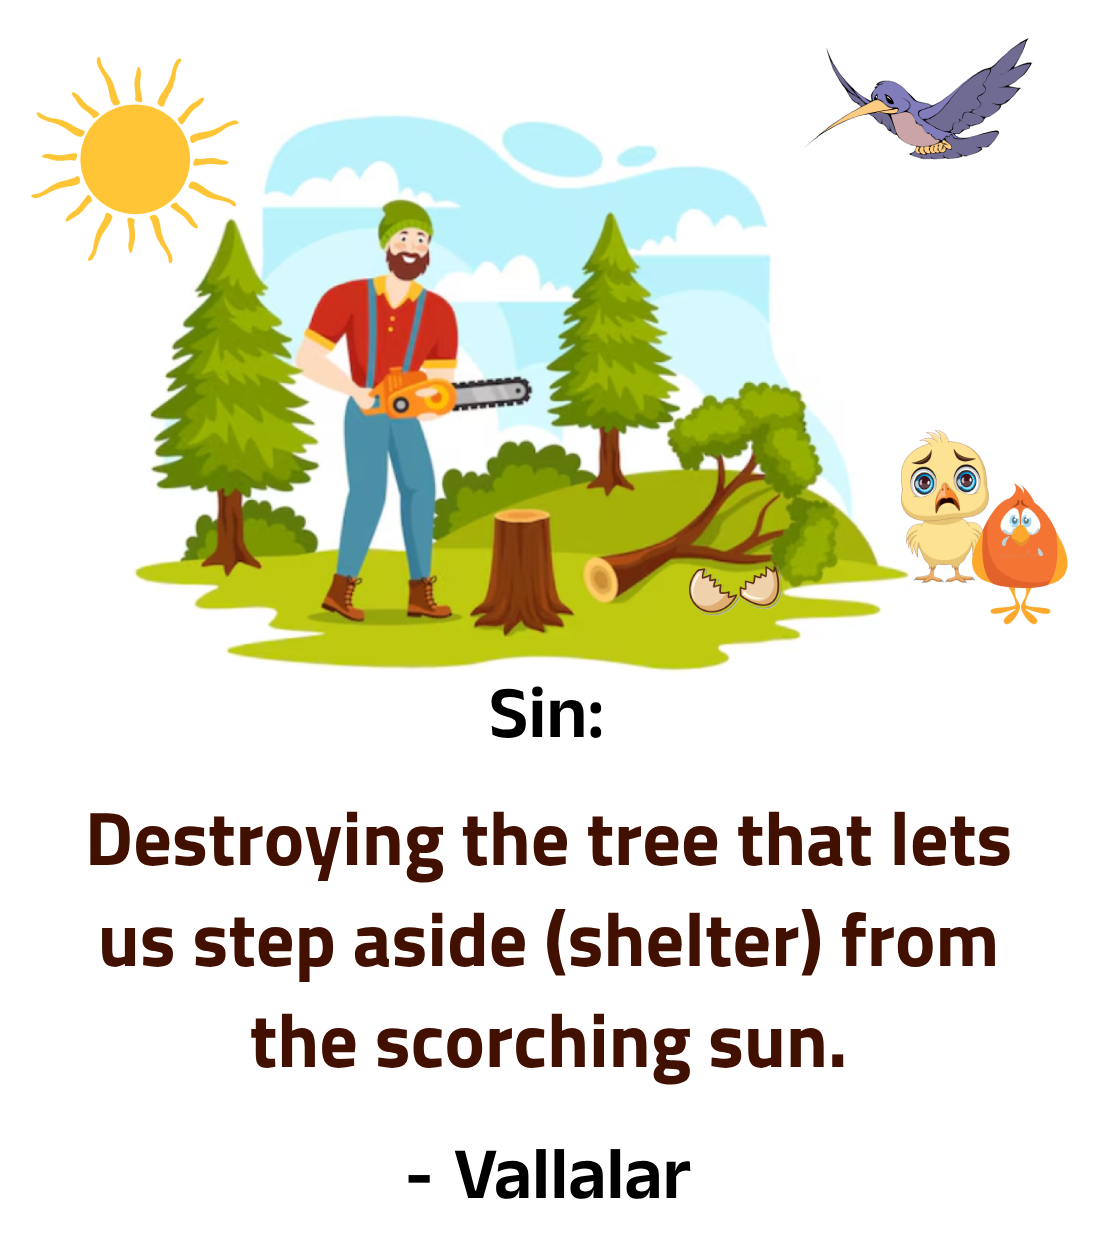 Sin:
Destroying the tree that lets
us step aside (shelter) from
the scorching sun.
- Vallalar